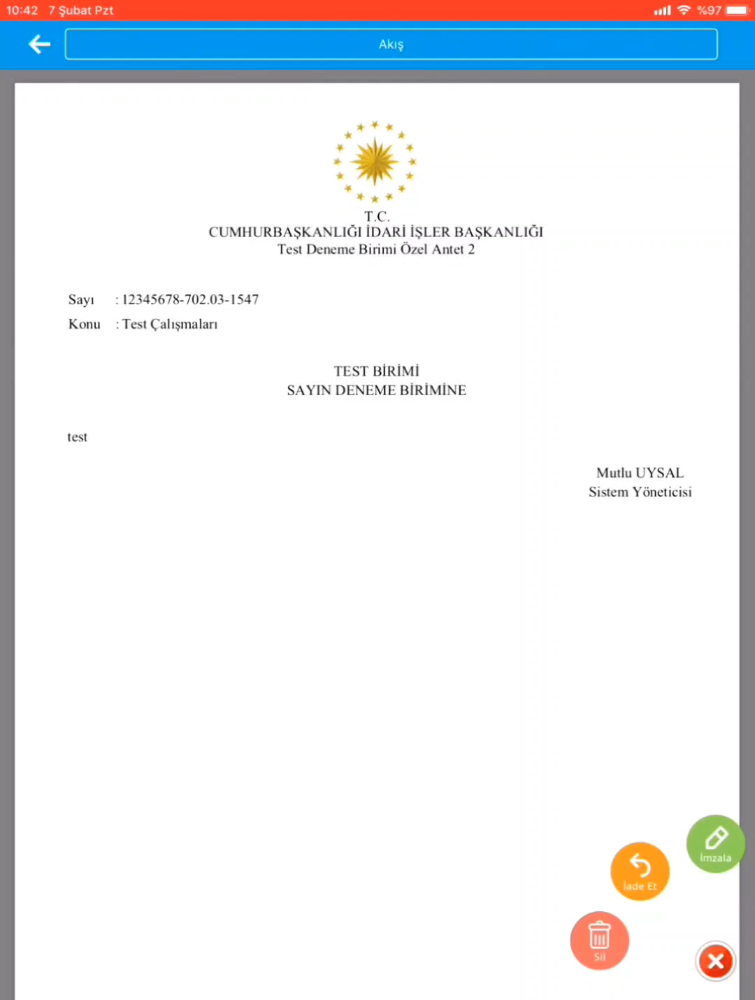 10:42 7 Şubat Pzt %97
Akış
T.C.
CUMHURBAŞKANLIĞI İDARİ İŞLER BAŞKANLIĞI
Test Deneme Birimi Özel Antet 2
Sayı : 12345678-702.03-1547
Konu : Test Çalışmaları
TEST BİRİMİ
SAYIN DENEME BİRİMİNE
test
Mutlu UYSAL
Sistem Yöneticisi
İmzala
İade Et
Sil